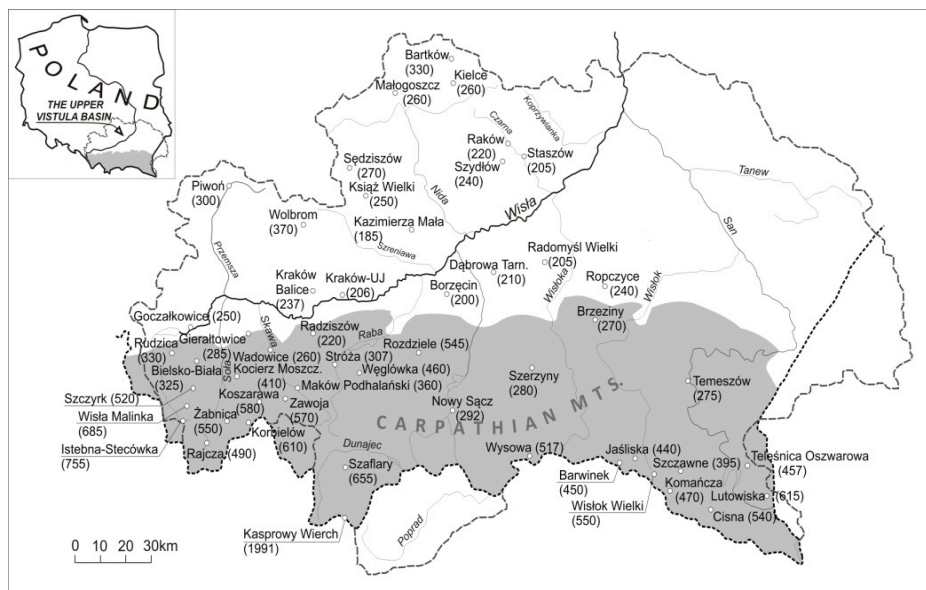 POLAND
THE UPPER
VISTULA BASIN
Bartków
(330)
Kielce
(260)
Małogoszcz
(260)
Czarna
Koprzywianka
Raków
(220)
Staszów
(205)
Szydłów
(240)
Sędziszów
(270)
Książ Wielki
(250)
Nida
Wisła
Tanew
San
Piwoń
(300)
Wolbrom
(370)
Kazimierza Mała
(185)
Szreniawa
Przemsza
Radomyśl Wielki
(205)
Dąbrowa Tarn.
(210)
Wisłoka
Ropczyce
(240)
Wisłok
Kraków
Balice
(237)
Kraków-UJ
(206)
Borzęcin
(200)
Brzeziny
(270)
Goczałkowice (250)
Gierałtowice
(285)
Rudzica
(330)
Skawa
Radziszów
(220)
Raba
Rozdziele (545)
Wadowice (260)
Stróża (307)
Bielsko-Biała
(325)
Soła
Kocierz Moszcz.
(410)
Węglówka (460)
Maków Podhalański (360)
Szerzyny
(280)
Temeszów
(275)
Szczyrk (520)
Koszarawa
(580)
Zawoja
(570)
Wisła Malinka
(685)
Żabnica
(550)
Nowy Sącz
(292)
CARPATHIAN MTS.
Istebna-Stecówka
(755)
Korbielów
(610)
Rajcza (490)
Dunajec
Szaflary
(655)
Wysowa (517)
Jaśliska (440)
Szczawne (395)
Teleśnica Oszwarowa
(457)
Barwinek
(450)
Komańcza
(470)
Lutowiska (615)
Wisłok Wielki
(550)
Cisna (540)
Kasprowy Wierch
(1991)
Poprad
0 10 20 30km